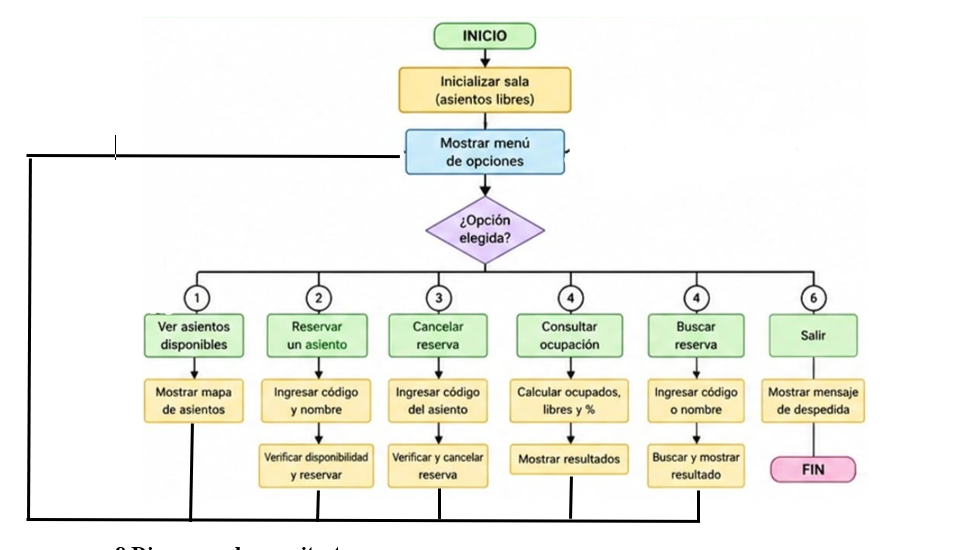 INICIO
Inicializar sala
(asientos libres)
Mostrar menú
de opciones
¿Opción
elegida?
1
2
3
4
4
6
Ver asientos
disponibles
Reservar
un asiento
Cancelar
reserva
Consultar
ocupación
Buscar
reserva
Salir
Mostrar mapa
de asientos
Ingresar código
y nombre
Ingresar código
del asiento
Calcular ocupados,
libres y %
Ingresar código
o nombre
Mostrar mensaje
de despedida
Verificar disponibilidad
y reservar
Verificar y cancelar
reserva
Mostrar resultados
Buscar y mostrar
resultado
FIN